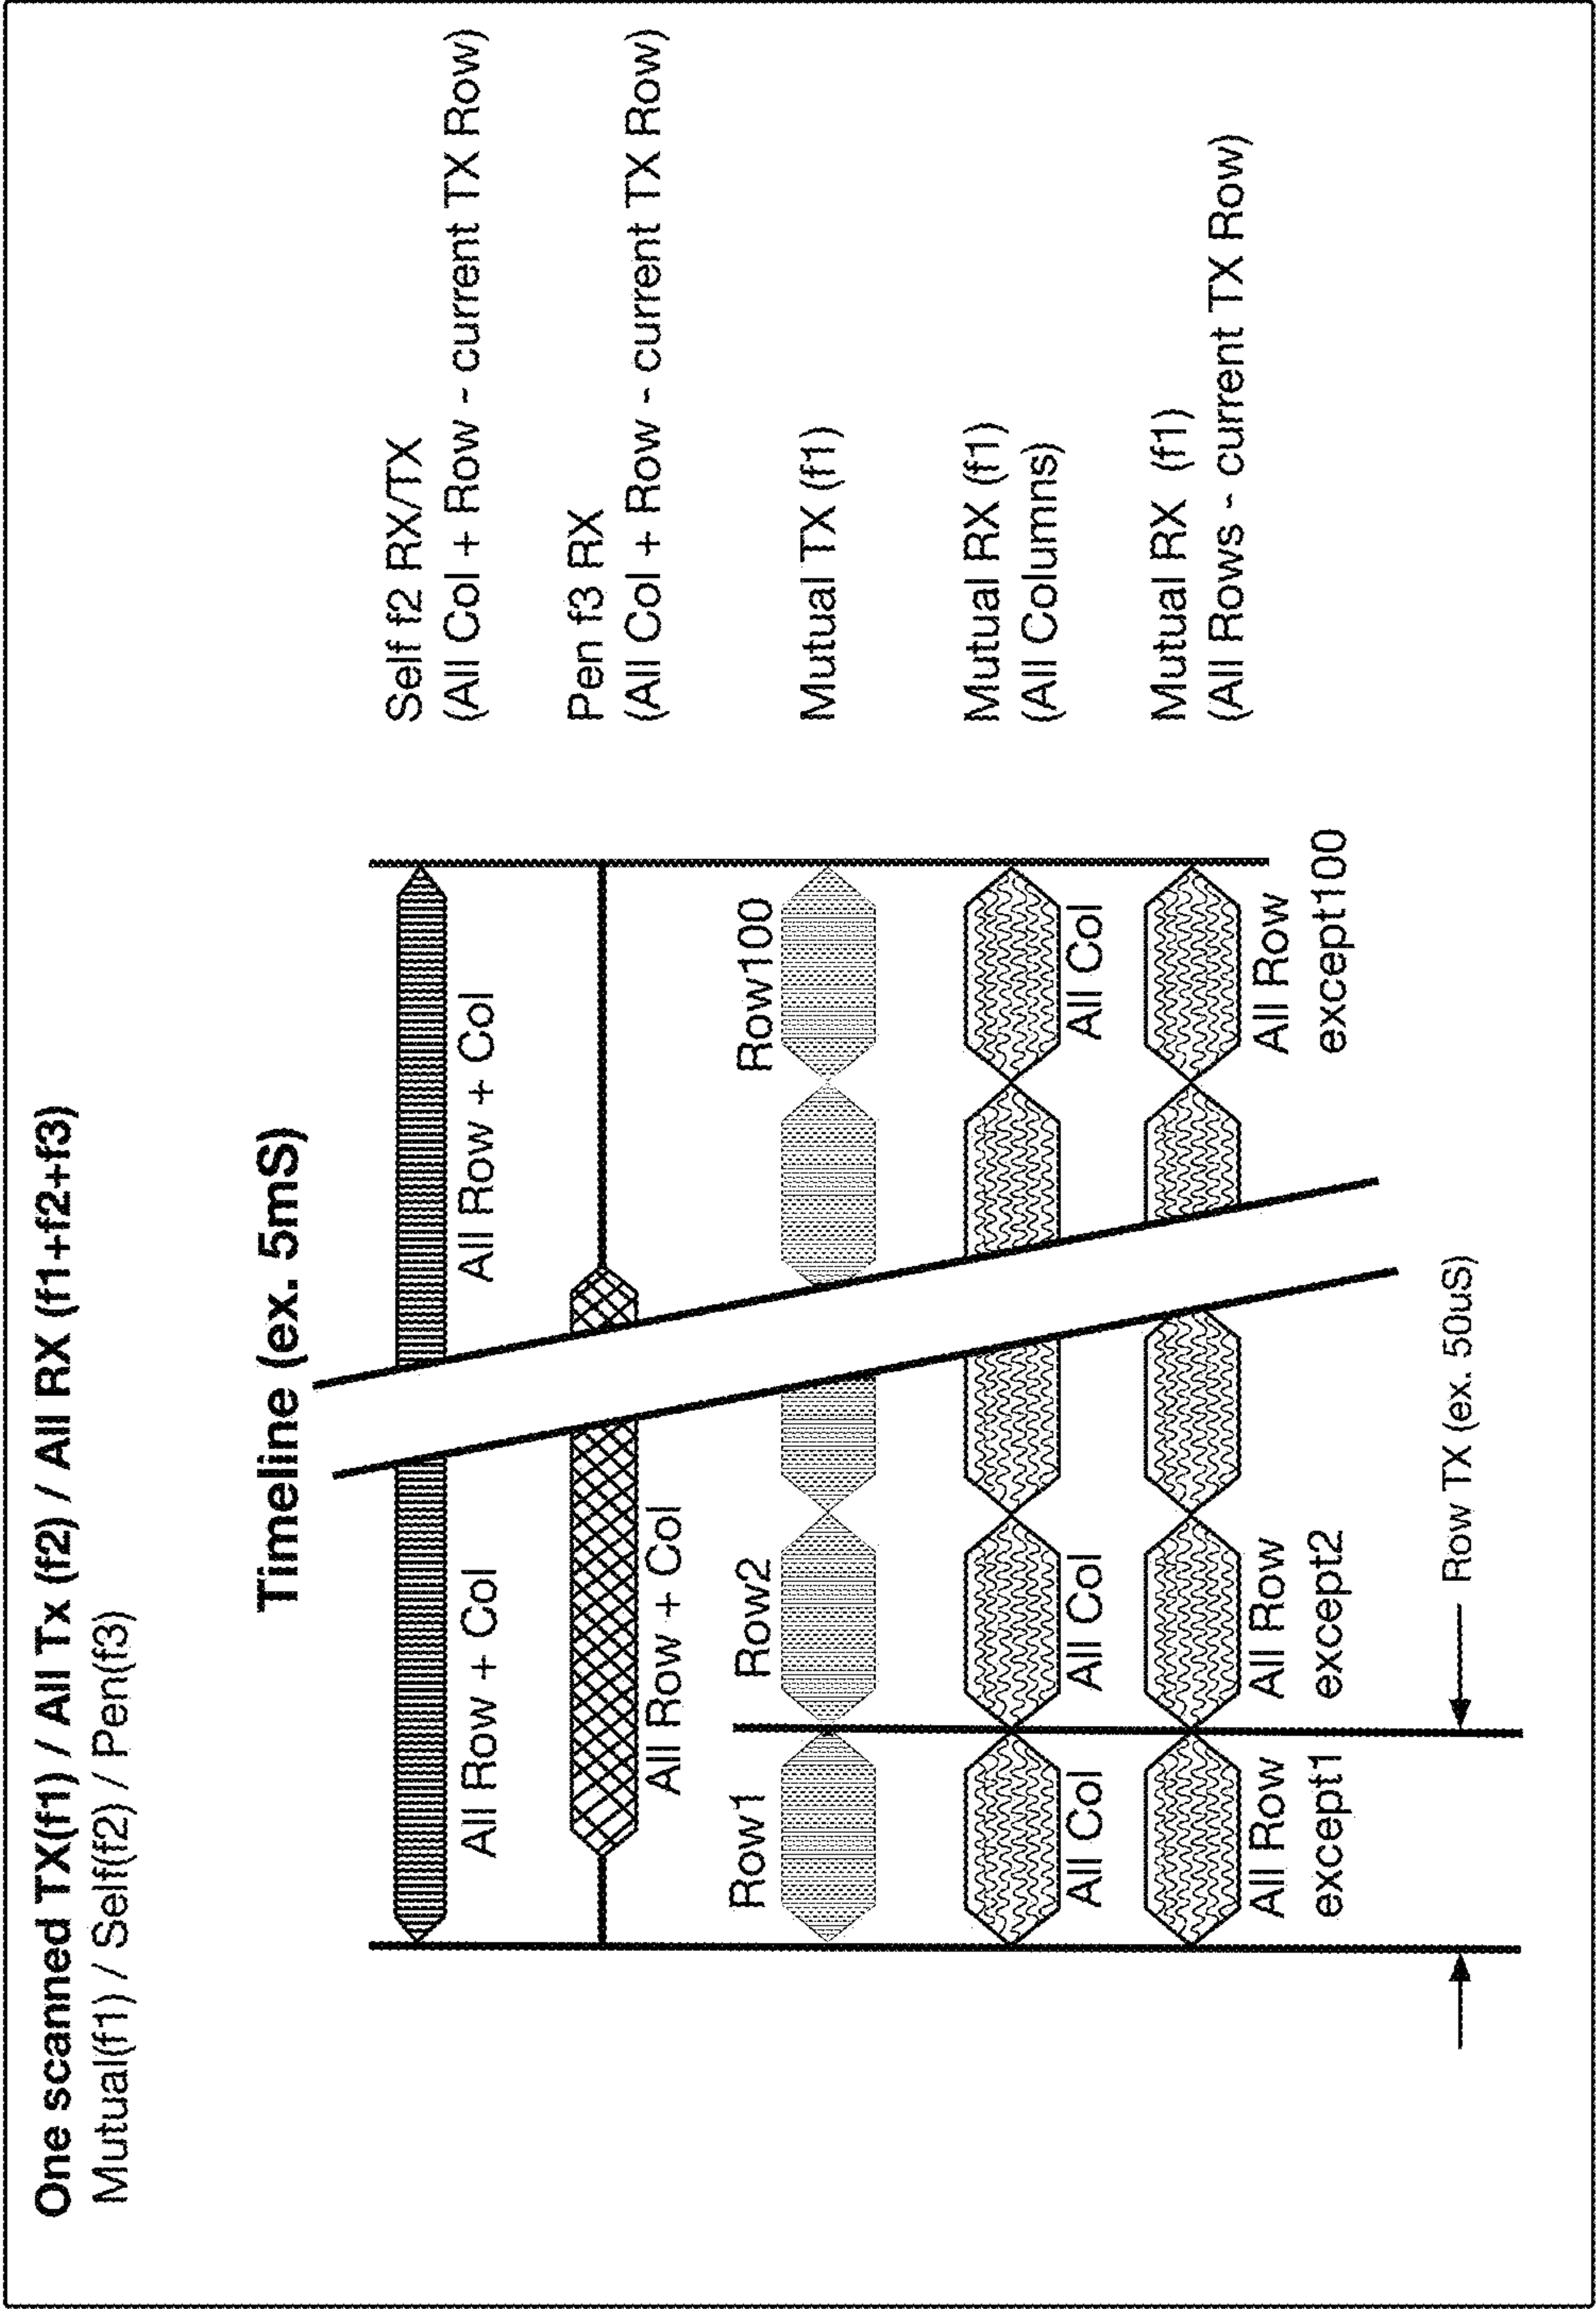 One scanned TX(f1) / All Tx (f2) / All RX (f1+f2+f3)
Mutual(f1) / Self(f2) / Pen(f3)
Timeline (ex. 5mS)
All Row + Col
All Row + Col
Self f2 RX/TX
(All Col + Row - current TX Row)
All Row + Col
Pen f3 RX
(All Col + Row - current TX Row)
Row1
Row2
Row100
Mutual TX (f1)
All Col
All Col
All Col
Mutual RX (f1)
(All Columns)
All Row
except1
All Row
except2
All Row
except100
Mutual RX (f1)
(All Rows - current TX Row)
Row TX (ex. 50uS)